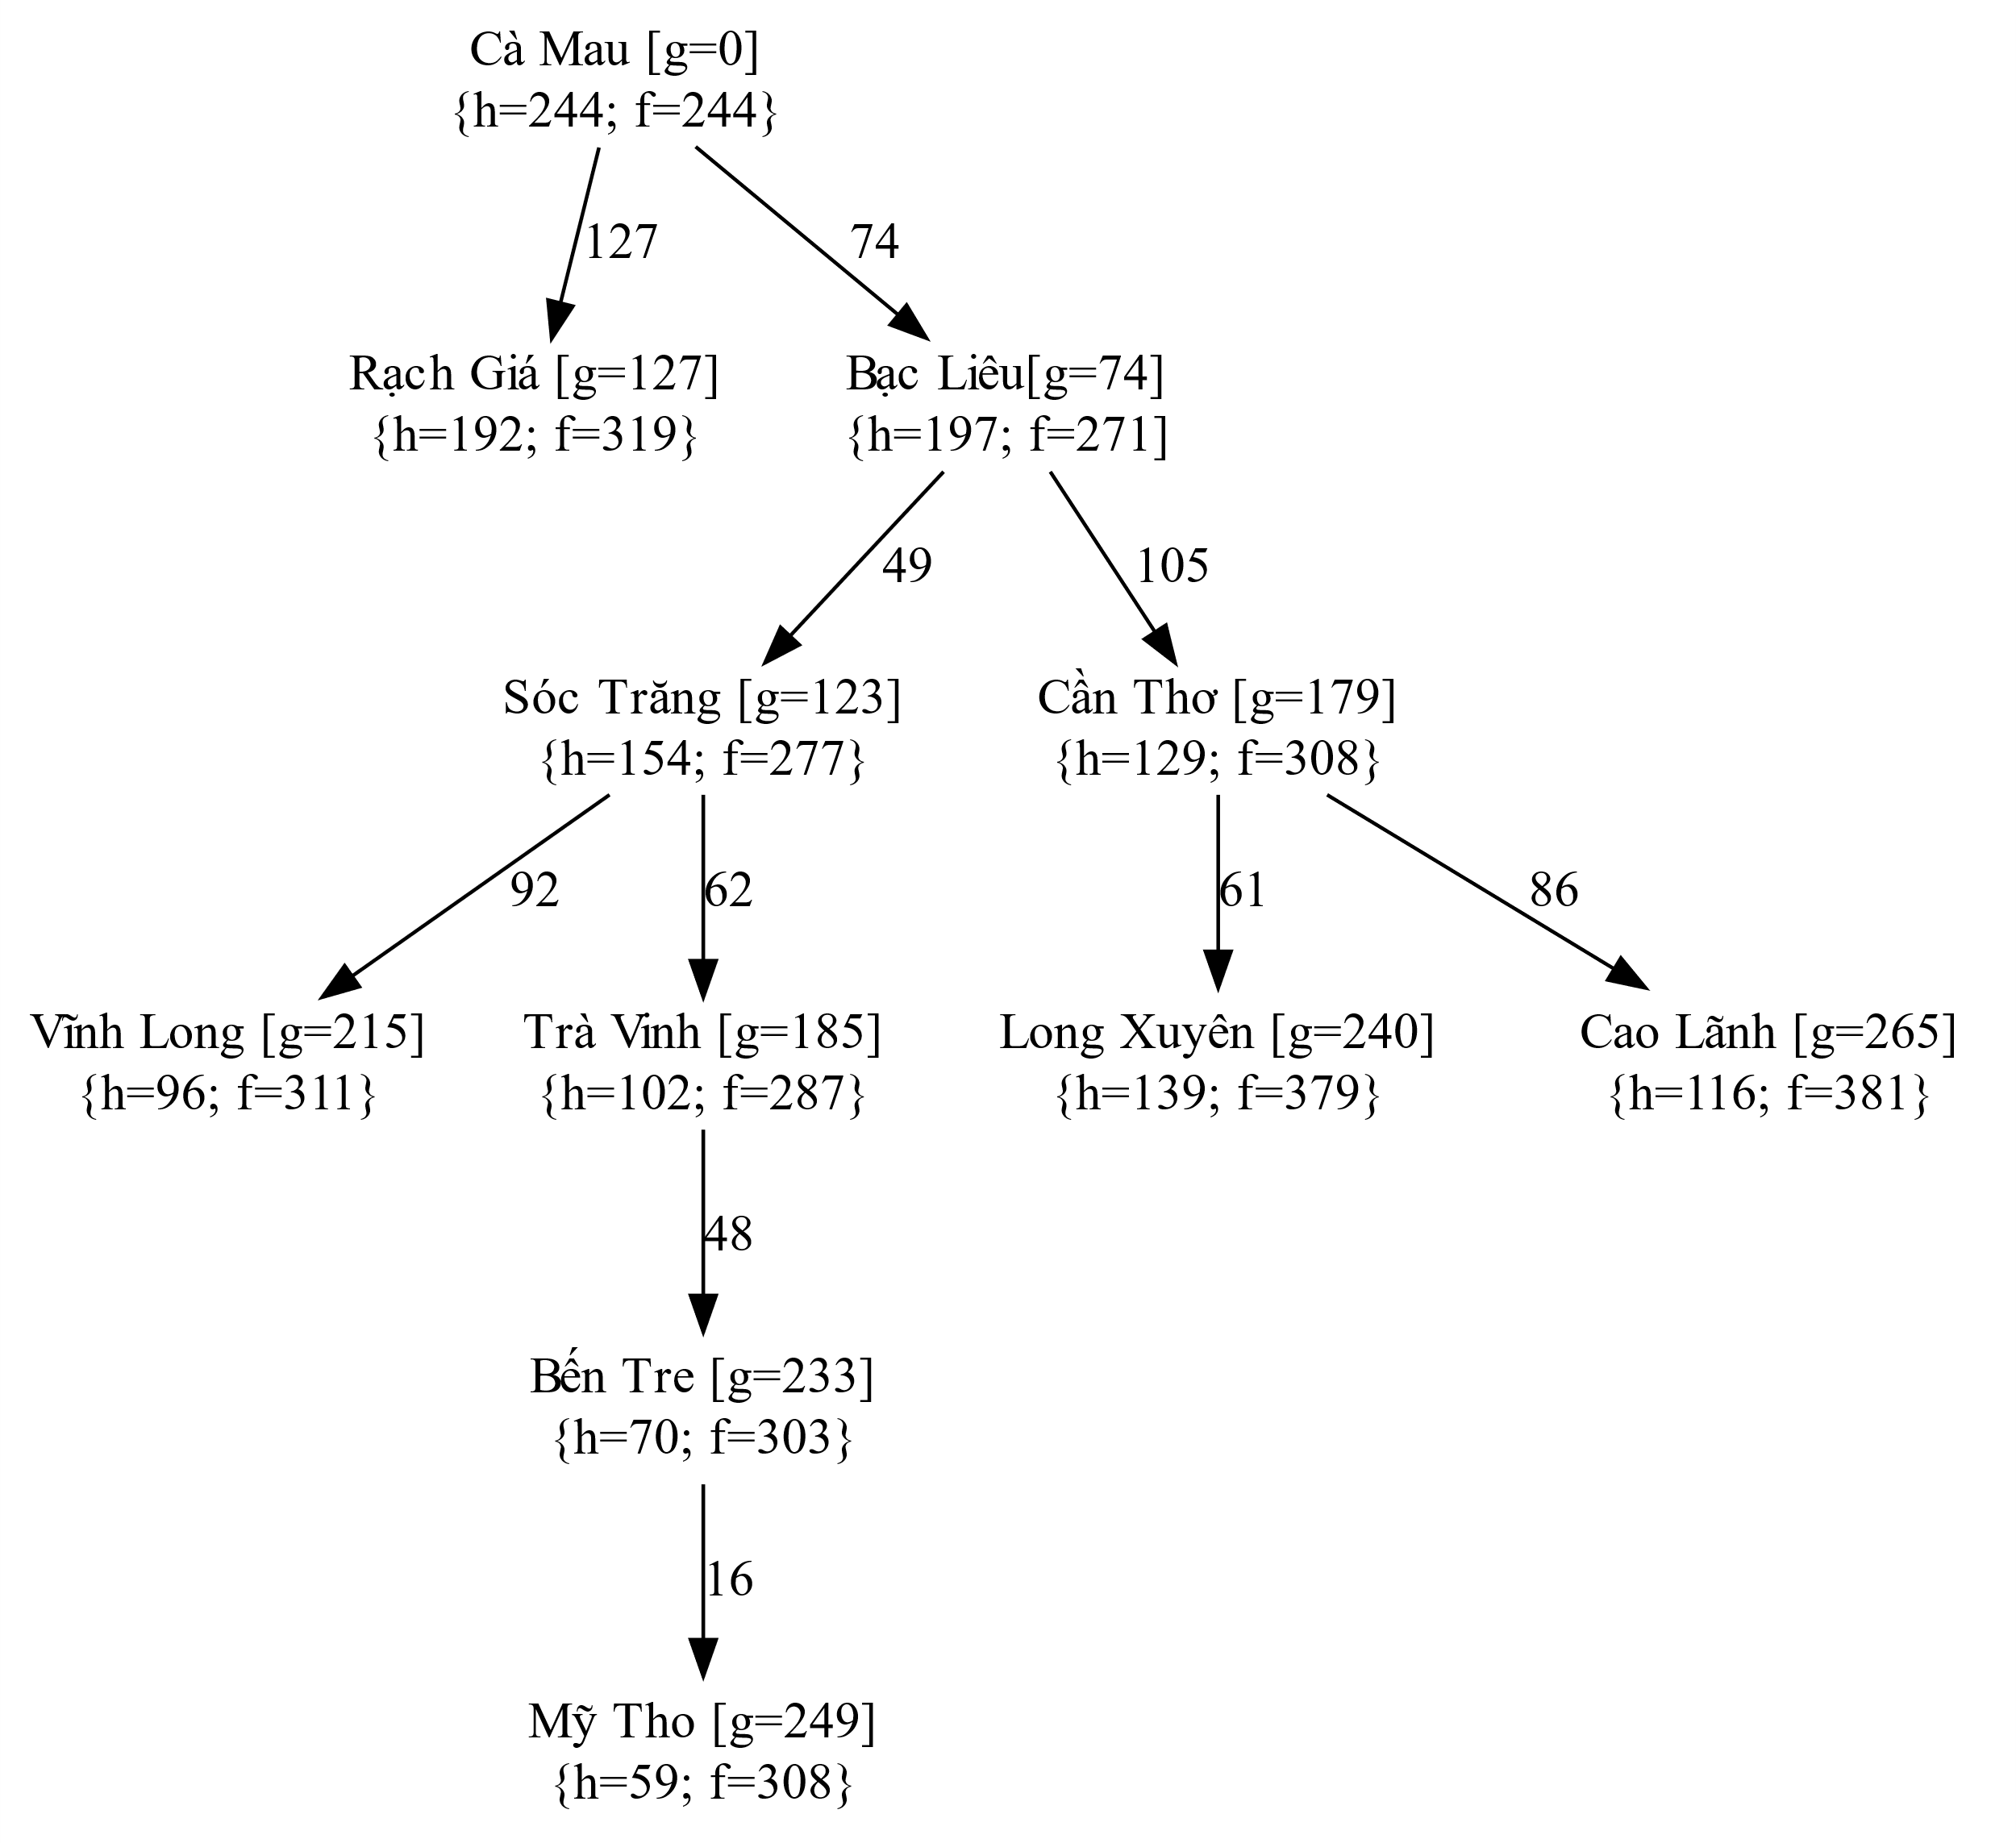 Cà Mau [g=0]
{h=244; f=244}
127
74
Rạch Giá [g=127]
{h=192; f=319}
Bạc Liêu[g=74]
{h=197; f=271]
49
105
Sóc Trăng [g=123]
{h=154; f=277}
Cần Thơ [g=179]
{h=129; f=308}
92
62
61
86
Vĩnh Long [g=215]
{h=96; f=311}
Trà Vinh [g=185]
{h=102; f=287}
Long Xuyên [g=240]
{h=139; f=379}
Cao Lãnh [g=265]
{h=116; f=381}
48
Bến Tre [g=233]
{h=70; f=303}
16
Mỹ Tho [g=249]
{h=59; f=308}